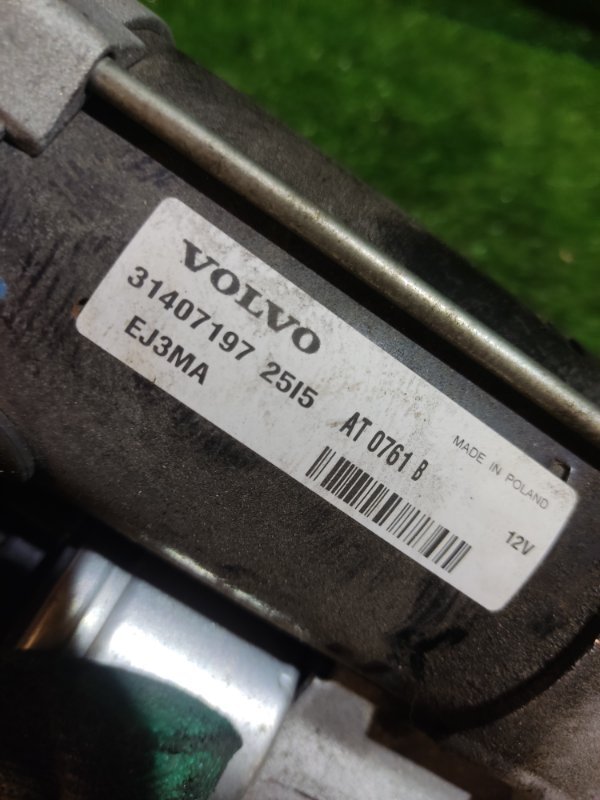 VOLVO
31407197 25I5
EJ3MA
AT 0761 B
MADE IN POLAND
12V